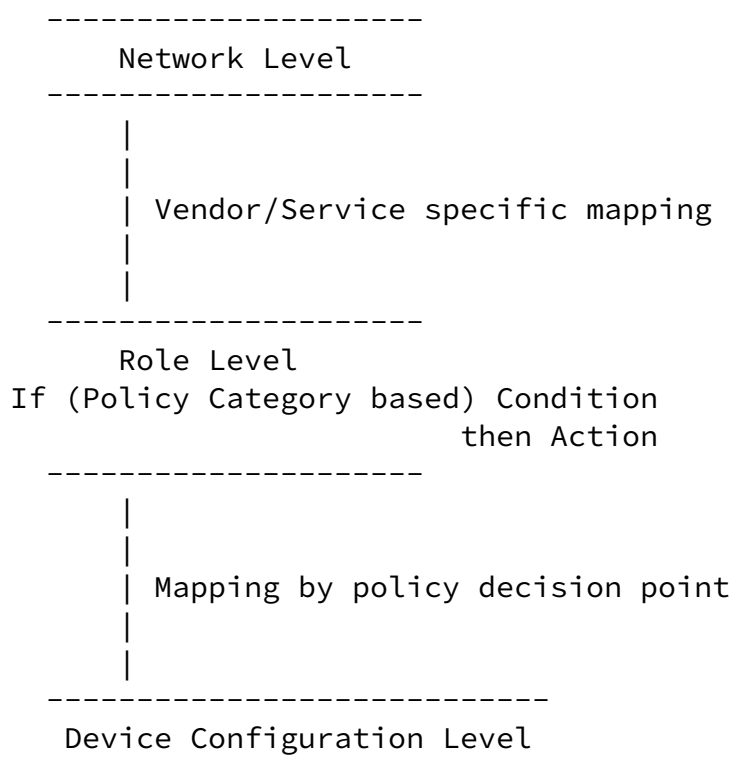 ---------------------
Network Level
---------------------
|
|
| Vendor/Service specific mapping
|
|
---------------------
Role Level
If (Policy Category based) Condition
then Action
---------------------
|
|
| Mapping by policy decision point
|
|
----------------------------
Device Configuration Level